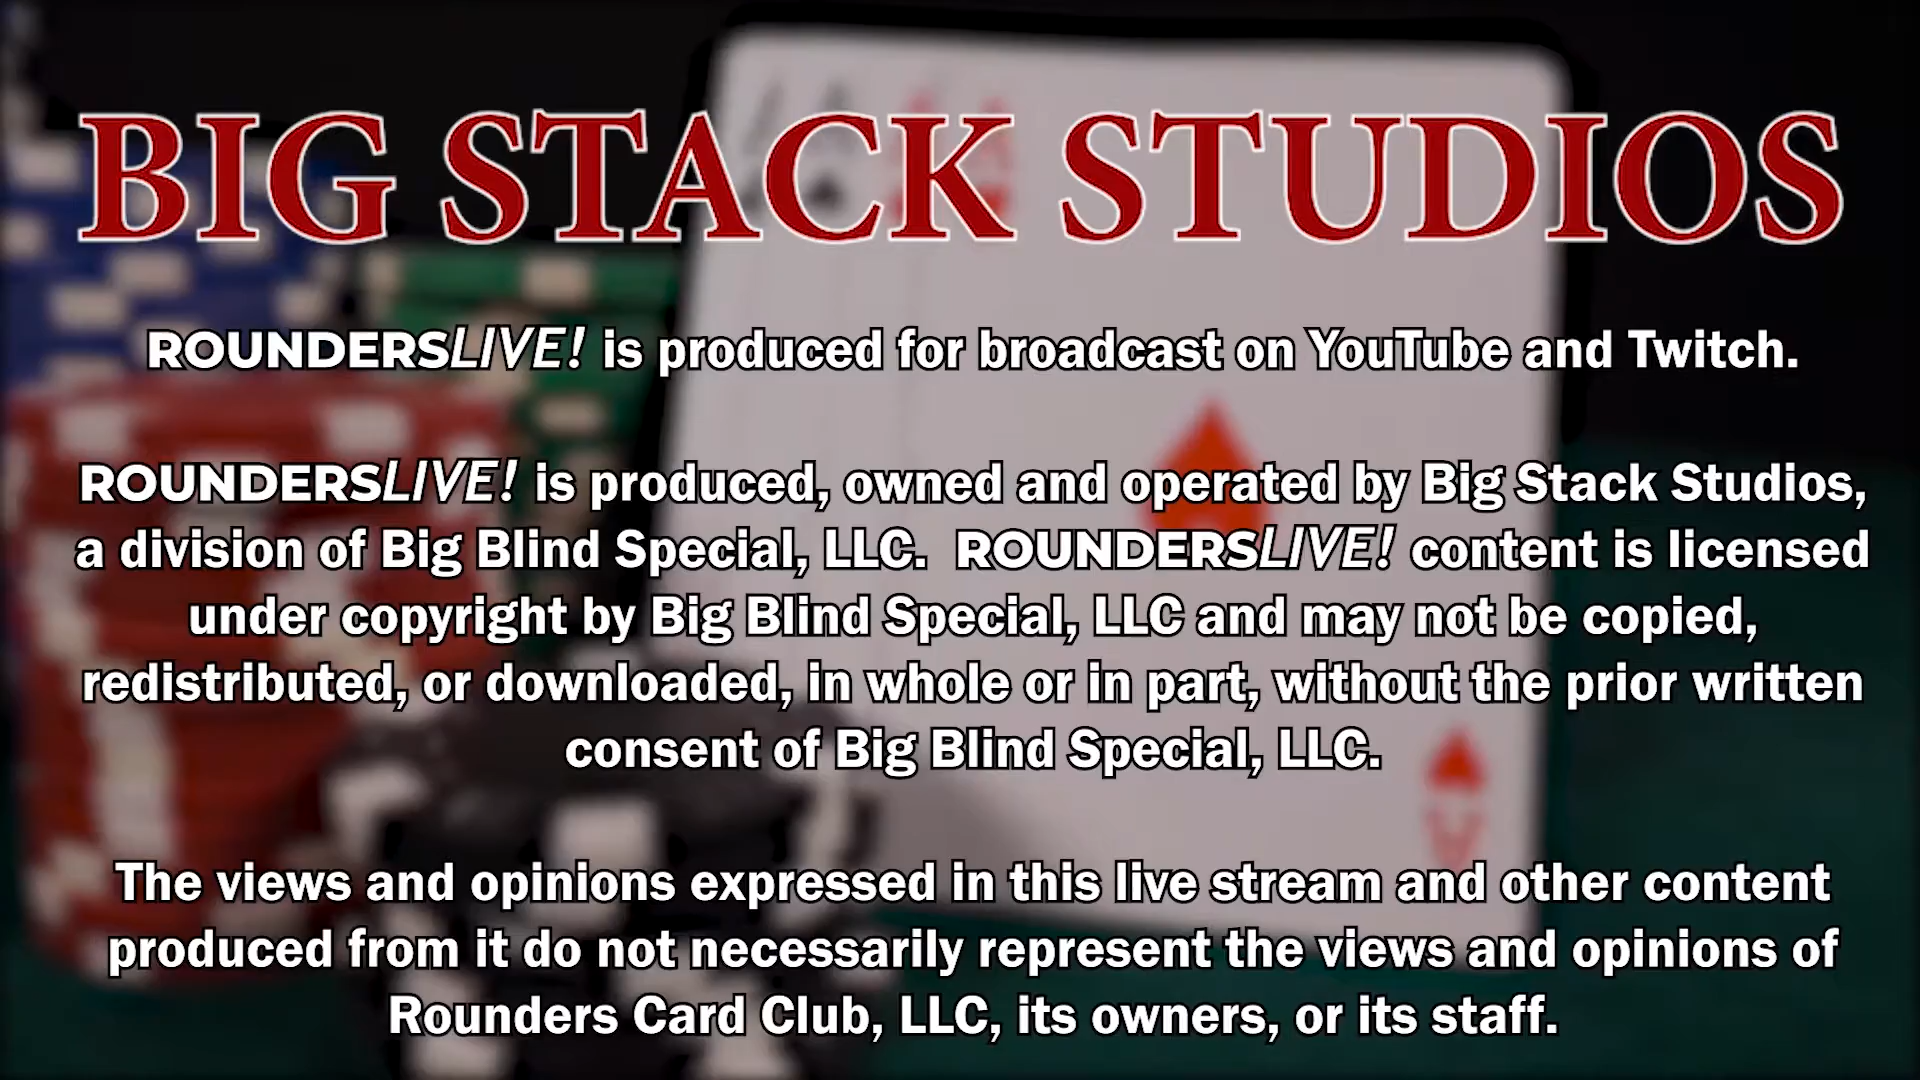 BIG STACK STUDIOS
ROUNDERSLIVE! is produced for broadcast on YouTube and Twitch.
ROUNDERSLIVE! is produced, owned and operated by Big Stack Studios,
a division of Big Blind Special, LLC.  ROUNDERSLIVE! content is licensed
under copyright by Big Blind Special, LLC and may not be copied,
redistributed, or downloaded, in whole or in part, without the prior written
consent of Big Blind Special, LLC.
The views and opinions expressed in this live stream and other content
produced from it do not necessarily represent the views and opinions of
Rounders Card Club, LLC, its owners, or its staff.